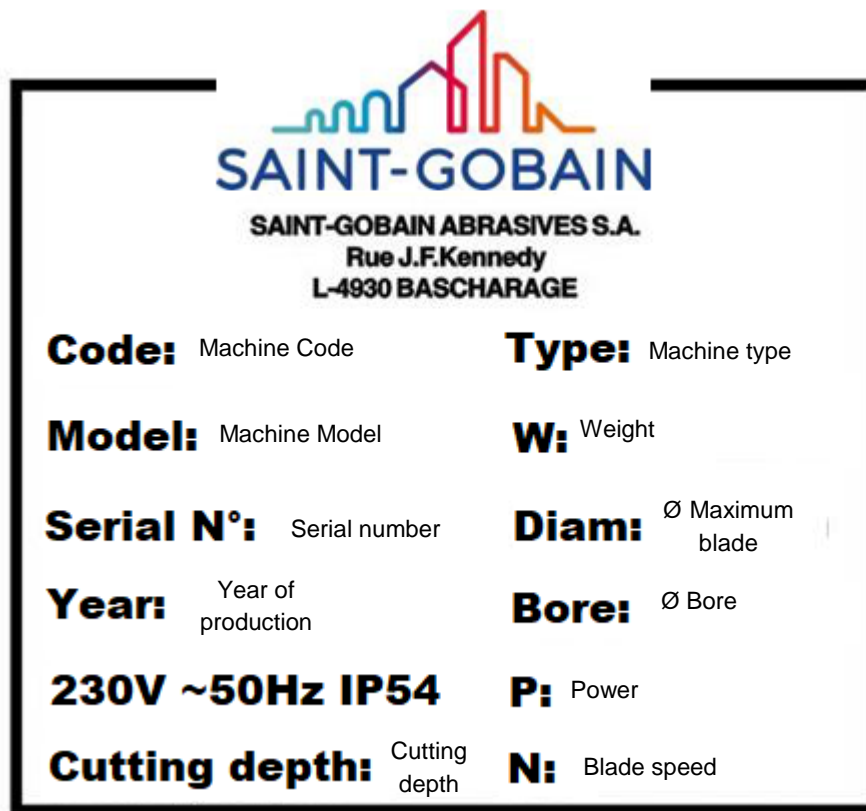 SAINT-GOBAIN
SAINT-GOBAIN ABRASIVES S.A.
Rue J.F.Kennedy
L-4930 BASCHARAGE
Code: Machine Code Type: Machine type
Model: Machine Model W: Weight
Serial N°: Serial number Diam: Ø Maximum
blade
Year: Year of
production
Bore: Ø Bore
230V ~50Hz IP54 P: Power
Cutting depth: Cutting
depth
N: Blade speed